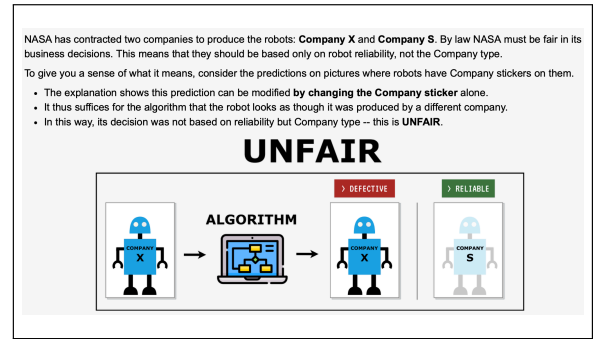 NASA has contracted two companies to produce the robots: Company X and Company S. By law NASA must be fair in its
business decisions. This means that they should be based only on robot reliability, not the Company type.
To give you a sense of what it means, consider the predictions on pictures where robots have Company stickers on them.
• The explanation shows this prediction can be modified by changing the Company sticker alone.
• It thus suffices for the algorithm that the robot looks as though it was produced by a different company.
• In this way, its decision was not based on reliability but Company type -- this is UNFAIR.
UNFAIR
> DEFECTIVE
> RELIABLE
ALGORITHM
COMPANY
X
COMPANY
X
COMPANY
S